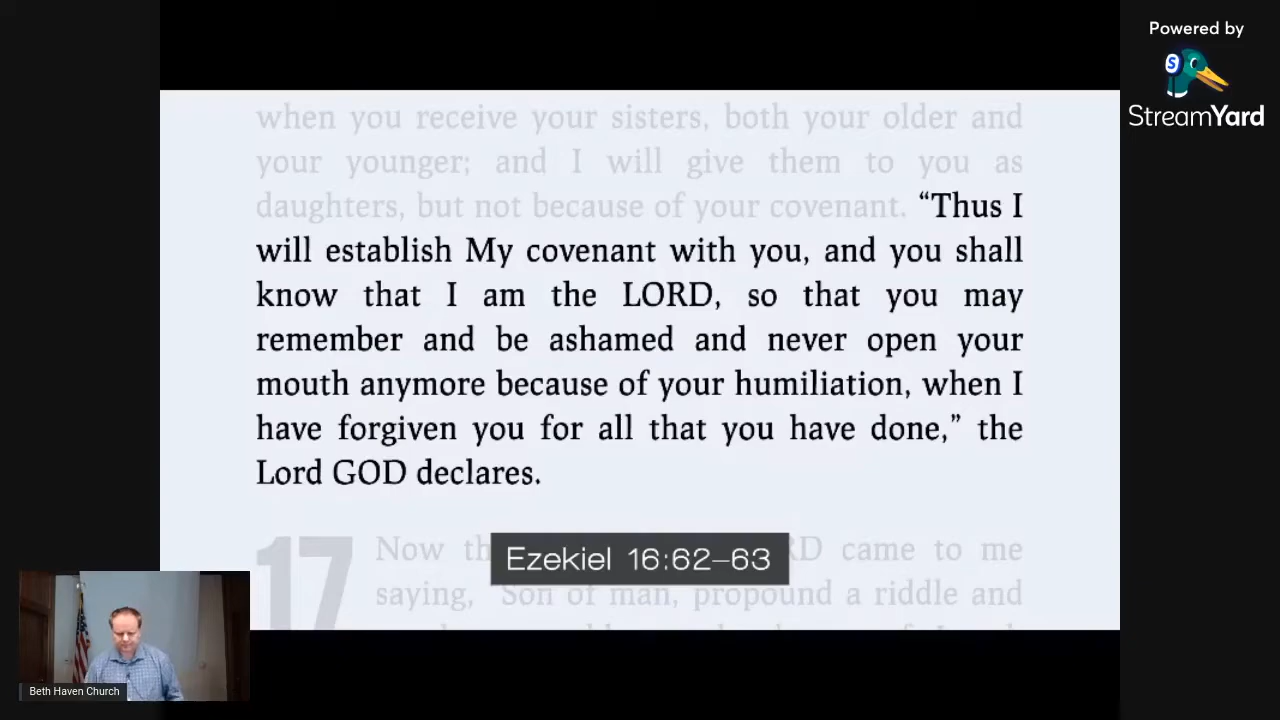 Powered by
S
StreamYard
when you receive your sisters, both your older and
your younger; and I will give them to you as
daughters, but not because of your covenant. “Thus I
will establish My covenant with you, and you shall
know that I am the LORD, so that you may
remember and be ashamed and never open your
mouth anymore because of your humiliation, when I
have forgiven you for all that you have done,” the
Lord GOD declares.
17 Now RD came to me
Ezekiel 16:62–63
saying, “Son of man, propound a riddle and
Beth Haven Church